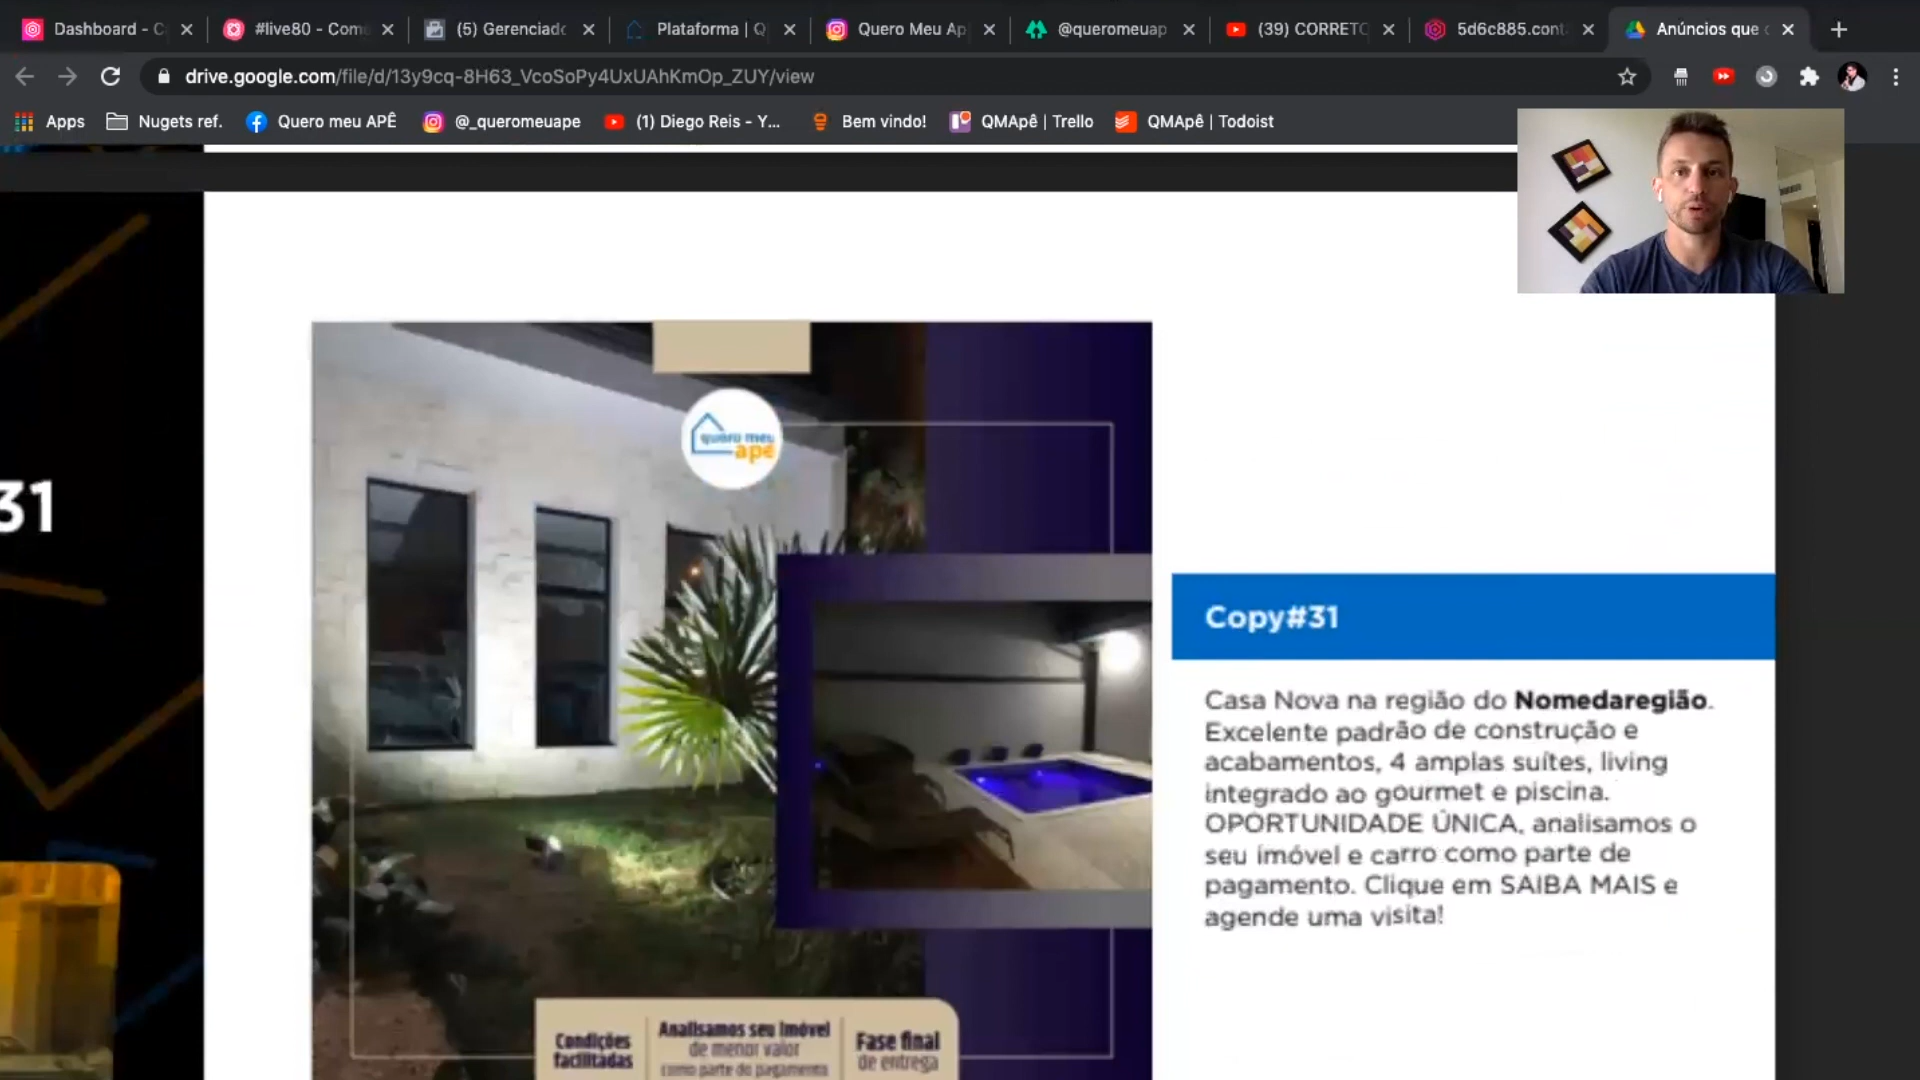 Dashboard - C
#live80 - Com
(5) Gerenciado
Plataforma | Q
Quero Meu Ap
@queromeuap
(39) CORRETO
5d6c885.cont
Anúncios que
drive.google.com/file/d/13y9cq-8H63_VcoSoPy4UxUAhKmOp_ZUY/view
Apps
Nugets ref.
Quero meu APÊ
@_queromeuape
(1) Diego Reis - Y...
Bem vindo!
QMApê | Trello
QMApê | Todoist
31
quero meu
apê
Copy#31
Casa Nova na região do Nomedaregião.
Excelente padrão de construção e
acabamentos, 4 amplas suítes, living
integrado ao gourmet e piscina.
OPORTUNIDADE ÚNICA, analisamos o
seu imóvel e carro como parte de
pagamento. Clique em SAIBA MAIS e
agende uma visita!
Condições
facilitadas
Analisamos seu imóvel
de menor valor
como parte do pagamento
Fase final
de entrega